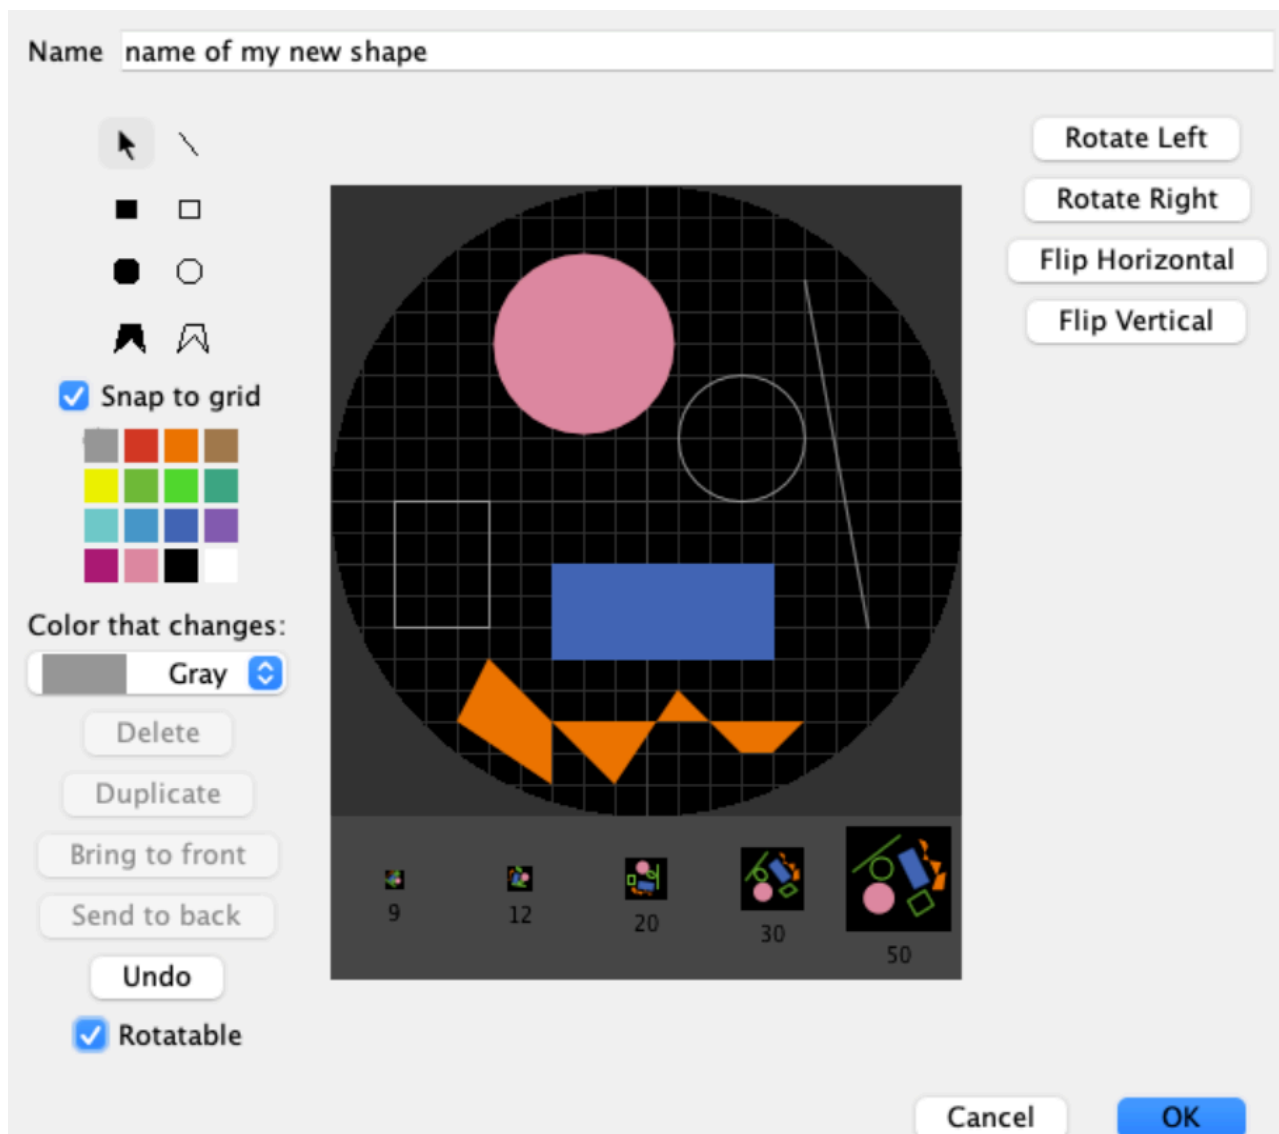 Name name of my new shape
Rotate Left
Rotate Right
Flip Horizontal
Flip Vertical
Snap to grid
Color that changes:
Gray
Delete
Duplicate
Bring to front
Send to back
Undo
Rotatable
9
12
20
30
50
Cancel OK